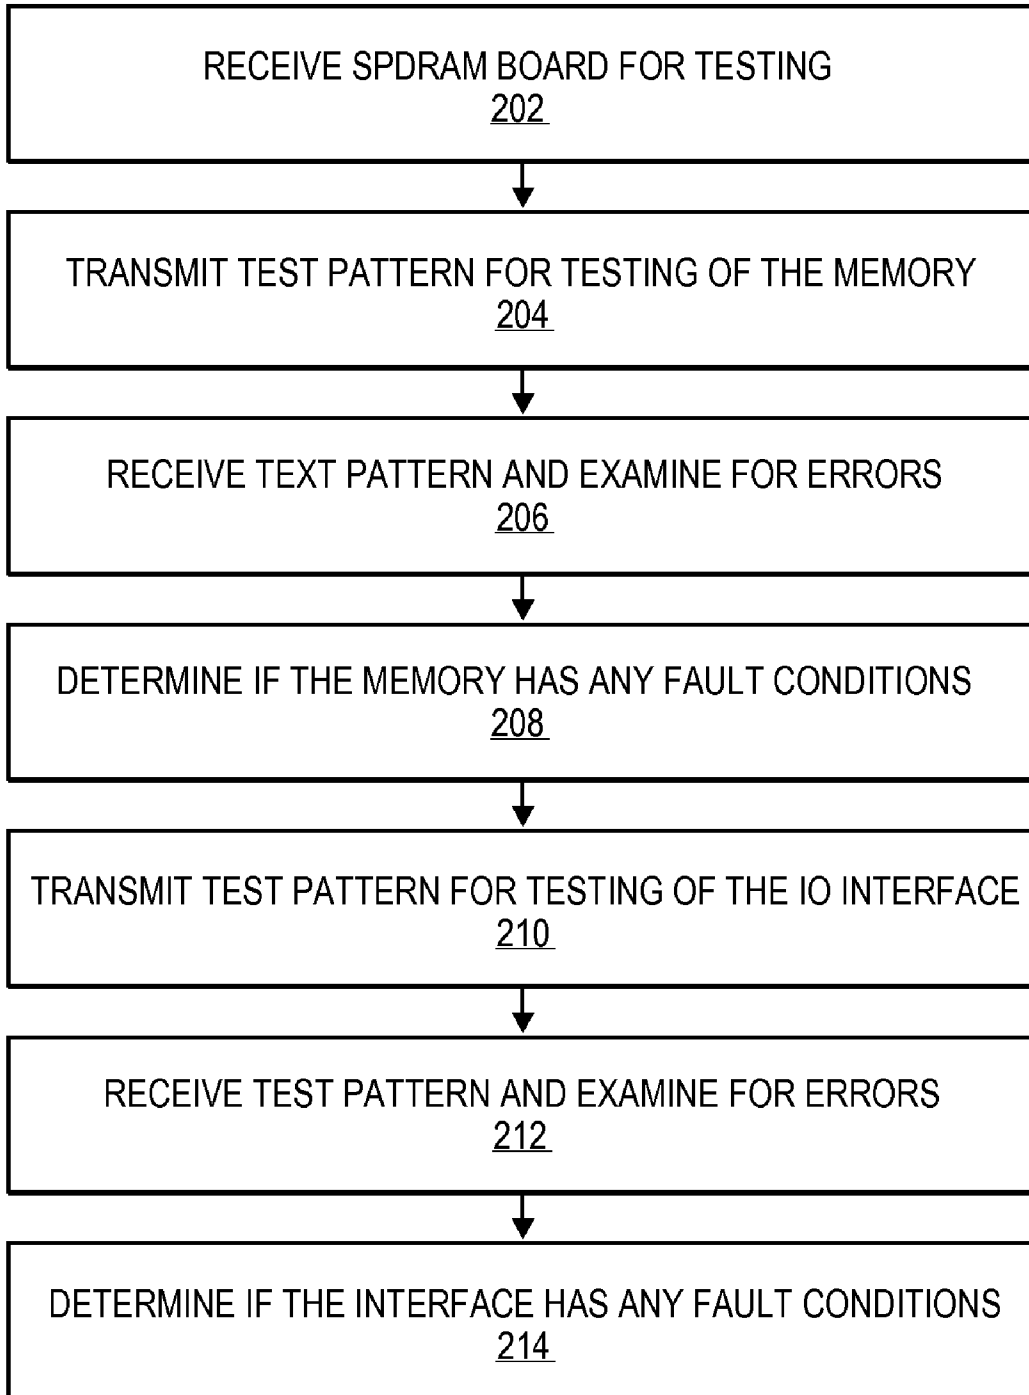 RECEIVE SPDRAM BOARD FOR TESTING
202
TRANSMIT TEST PATTERN FOR TESTING OF THE MEMORY
204
RECEIVE TEXT PATTERN AND EXAMINE FOR ERRORS
206
DETERMINE IF THE MEMORY HAS ANY FAULT CONDITIONS
208
TRANSMIT TEST PATTERN FOR TESTING OF THE IO INTERFACE
210
RECEIVE TEST PATTERN AND EXAMINE FOR ERRORS
212
DETERMINE IF THE INTERFACE HAS ANY FAULT CONDITIONS
214